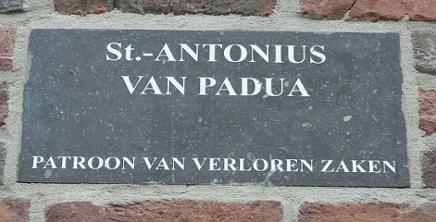 St.-ANTONIUS
VAN PADUA
PATROON VAN VERLOREN ZAKEN